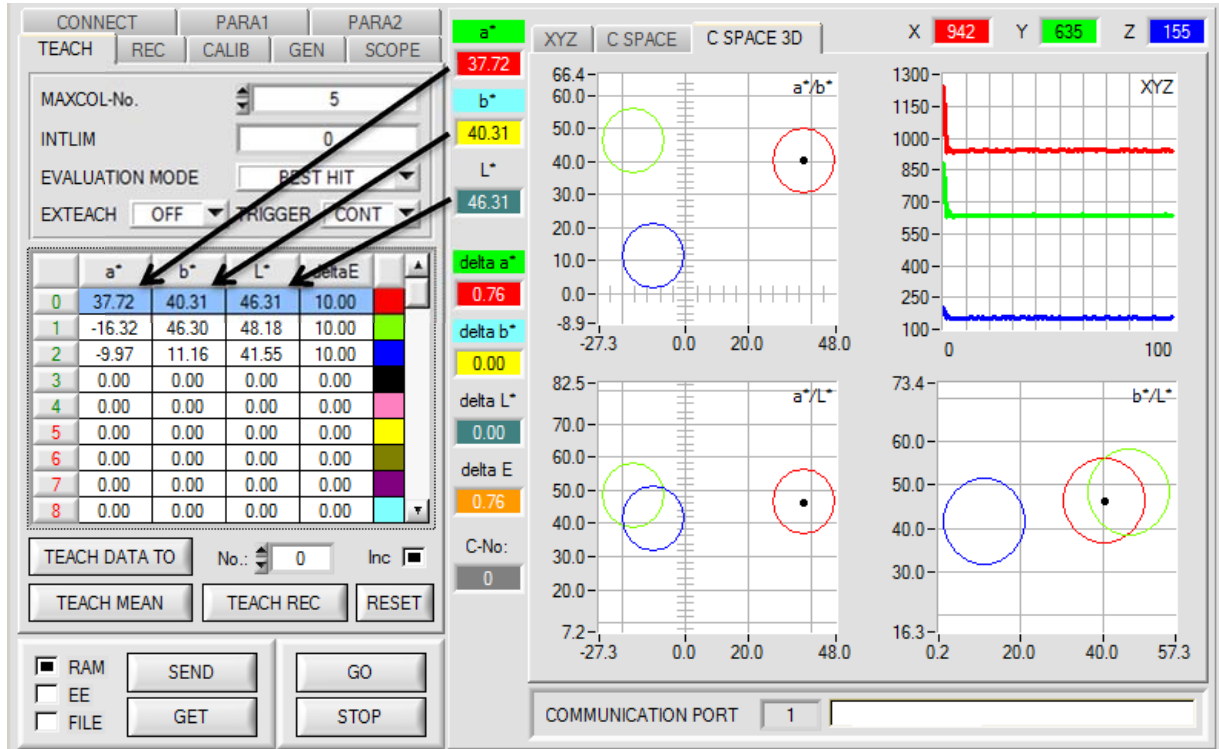 CONNECT PARA1 PARA2
TEACH REC CALIB GEN SCOPE
MAXCOL-No. 5
INTLIM 0
EVALUATION MODE BEST HIT
EXTEACH OFF TRIGGER CONT
a* b* L* deltaE
0 37.72 40.31 46.31 10.00
1 -16.32 46.30 48.18 10.00
2 -9.97 11.16 41.55 10.00
3 0.00 0.00 0.00 0.00
4 0.00 0.00 0.00 0.00
5 0.00 0.00 0.00 0.00
6 0.00 0.00 0.00 0.00
7 0.00 0.00 0.00 0.00
8 0.00 0.00 0.00 0.00
TEACH DATA TO No.: 0 Inc
TEACH MEAN TEACH REC RESET
RAM
EE
FILE
SEND
GET
GO
STOP
a*
37.72
b*
40.31
L*
46.31
delta a*
0.76
delta b*
0.00
delta L*
0.00
delta E
0.76
C-No:
0
XYZ C SPACE C SPACE 3D
X 942 Y 635 Z 155
a*/b*
66.4
60.0
50.0
40.0
30.0
20.0
10.0
0.0
-8.9
-27.3 0.0 20.0 48.0
XYZ
1300
1150
1000
850
700
550
400
250
100
0 100
a*/L*
82.5
70.0
60.0
50.0
40.0
30.0
20.0
7.2
-27.3 0.0 20.0 48.0
b*/L*
73.4
60.0
50.0
40.0
30.0
16.3
0.2 20.0 40.0 57.3
COMMUNICATION PORT 1